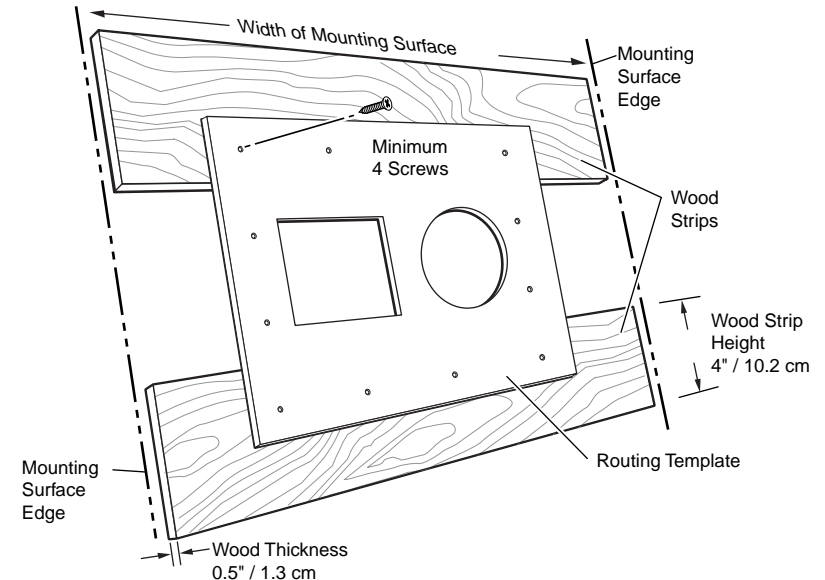 Width of Mounting Surface
Mounting
Surface
Edge
Minimum
4 Screws
Wood
Strips
Wood Strip
Height
4" / 10.2 cm
Routing Template
Mounting
Surface
Edge
Wood Thickness
0.5" / 1.3 cm